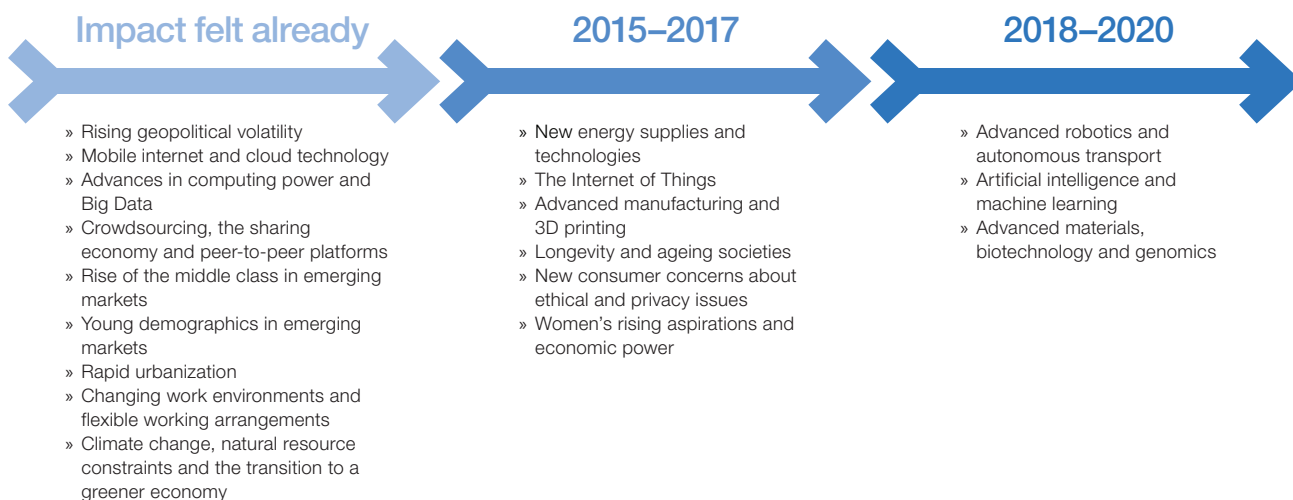 Impact felt already
» Rising geopolitical volatility
» Mobile internet and cloud technology
» Advances in computing power and
Big Data
» Crowdsourcing, the sharing
economy and peer-to-peer platforms
» Rise of the middle class in emerging
markets
» Young demographics in emerging
markets
» Rapid urbanization
» Changing work environments and
flexible working arrangements
» Climate change, natural resource
constraints and the transition to a
greener economy
2015–2017
» New energy supplies and
technologies
» The Internet of Things
» Advanced manufacturing and
3D printing
» Longevity and ageing societies
» New consumer concerns about
ethical and privacy issues
» Women’s rising aspirations and
economic power
2018–2020
» Advanced robotics and
autonomous transport
» Artificial intelligence and
machine learning
» Advanced materials,
biotechnology and genomics